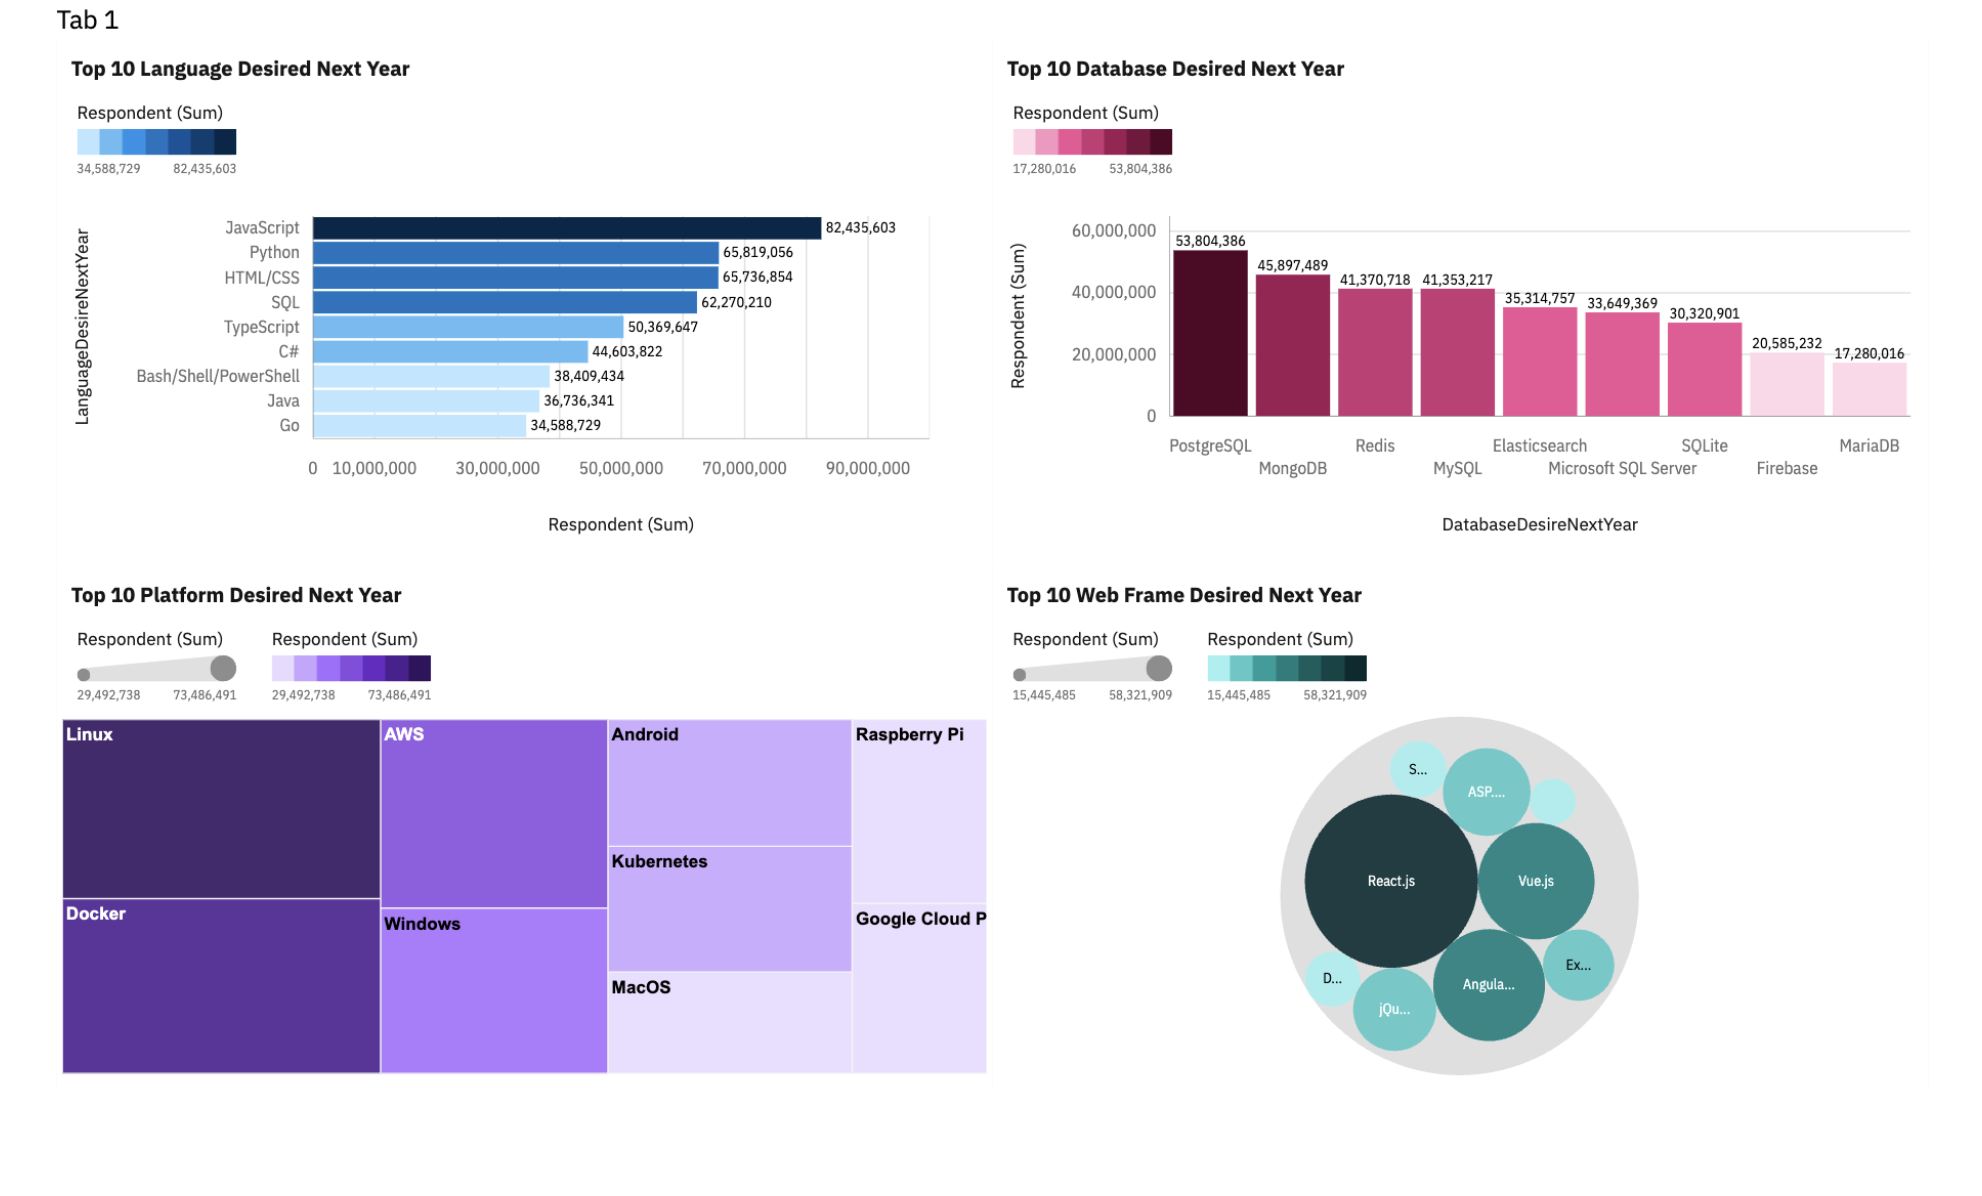 Tab 1
Top 10 Language Desired Next Year
Respondent (Sum)
34,588,729 82,435,603
LanguageDesireNextYear
JavaScript 82,435,603
Python 65,819,056
HTML/CSS 65,736,854
SQL 62,270,210
TypeScript 50,369,647
C# 44,603,822
Bash/Shell/PowerShell 38,409,434
Java 36,736,341
Go 34,588,729
0 10,000,000 30,000,000 50,000,000 70,000,000 90,000,000
Respondent (Sum)
Top 10 Database Desired Next Year
Respondent (Sum)
17,280,016 53,804,386
Respondent (Sum)
60,000,000
40,000,000
20,000,000
0
53,804,386
45,897,489
41,370,718
41,353,217
35,314,757
33,649,369
30,320,901
20,585,232
17,280,016
PostgreSQL Redis Elasticsearch SQLite MariaDB
MongoDB MySQL Microsoft SQL Server Firebase
DatabaseDesireNextYear
Top 10 Platform Desired Next Year
Respondent (Sum) Respondent (Sum)
29,492,738 73,486,491 29,492,738 73,486,491
Linux
Docker
AWS
Windows
Android
Kubernetes
MacOS
Raspberry Pi
Google Cloud P
Top 10 Web Frame Desired Next Year
Respondent (Sum) Respondent (Sum)
15,445,485 58,321,909 15,445,485 58,321,909
S...
ASP....
React.js
Vue.js
Ex...
D...
Angula...
jQu...